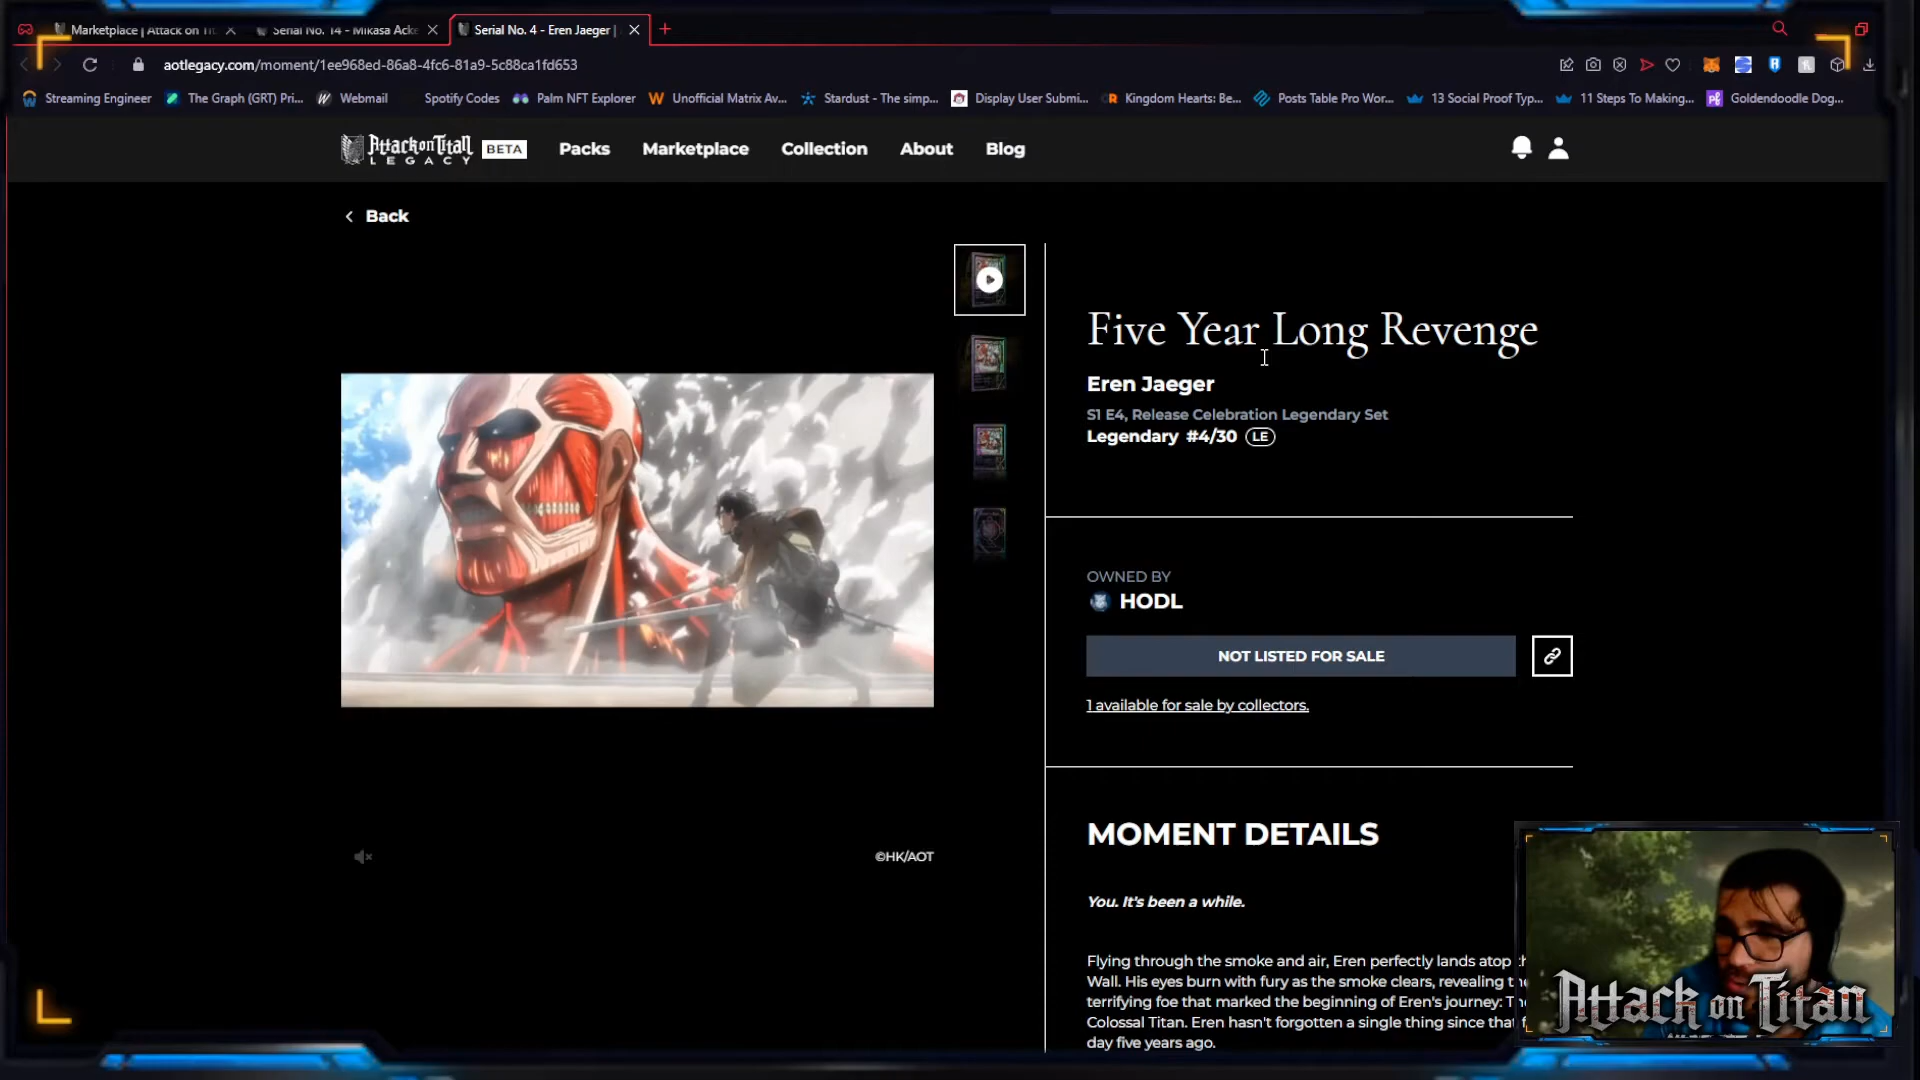 Marketplace | Attack on Ti
Serial No. 14 - Mikasa Acke
Serial No. 4 - Eren Jaeger |
aotlegacy.com/moment/1ee968ed-86a8-4fc6-81a9-5c88ca1fd653
Streaming Engineer
The Graph (GRT) Pri...
Webmail
Spotify Codes
Palm NFT Explorer
Unofficial Matrix Av...
Stardust - The simp...
Display User Submi...
Kingdom Hearts: Be...
Posts Table Pro Wor...
13 Social Proof Typ...
11 Steps To Making...
Goldendoodle Dog...
Attack on Titan
LEGACY
BETA
Packs
Marketplace
Collection
About
Blog
Back
Five Year Long Revenge
Eren Jaeger
S1 E4, Release Celebration Legendary Set
Legendary #4/30 LE
OWNED BY
HODL
NOT LISTED FOR SALE
1 available for sale by collectors.
©HK/AOT
MOMENT DETAILS
You. It's been a while.
Flying through the smoke and air, Eren perfectly lands atop
Wall. His eyes burn with fury as the smoke clears, revealing
terrifying foe that marked the beginning of Eren's journey:
Colossal Titan. Eren hasn't forgotten a single thing since that
day five years ago.
Attack on Titan